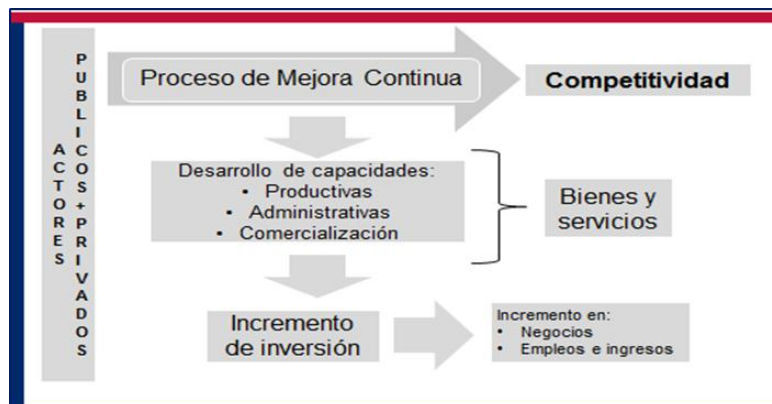 ACTORES
PUBLICOS+PRIVADOS
Proceso de Mejora Continua
Competitividad
Desarrollo de capacidades:
• Productivas
• Administrativas
• Comercialización
Bienes y
servicios
Incremento
de inversión
Incremento en:
• Negocios
• Empleos e ingresos